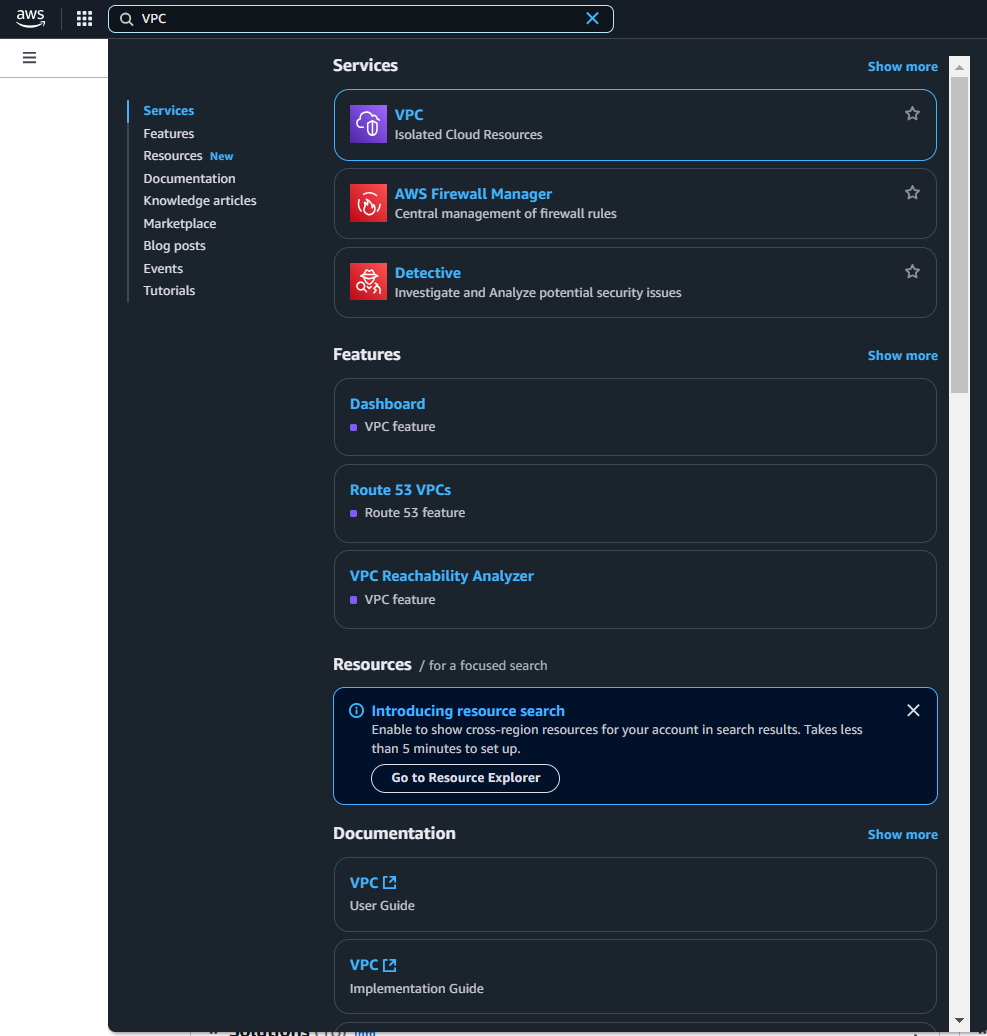 aws
VPC
Services
Show more
Services
Features
Resources New
Documentation
Knowledge articles
Marketplace
Blog posts
Events
Tutorials
VPC
Isolated Cloud Resources
AWS Firewall Manager
Central management of firewall rules
Detective
Investigate and Analyze potential security issues
Features
Show more
Dashboard
VPC feature
Route 53 VPCs
Route 53 feature
VPC Reachability Analyzer
VPC feature
Resources / for a focused search
Introducing resource search
Enable to show cross-region resources for your account in search results. Takes less
than 5 minutes to set up.
Go to Resource Explorer
Documentation
Show more
VPC
User Guide
VPC
Implementation Guide